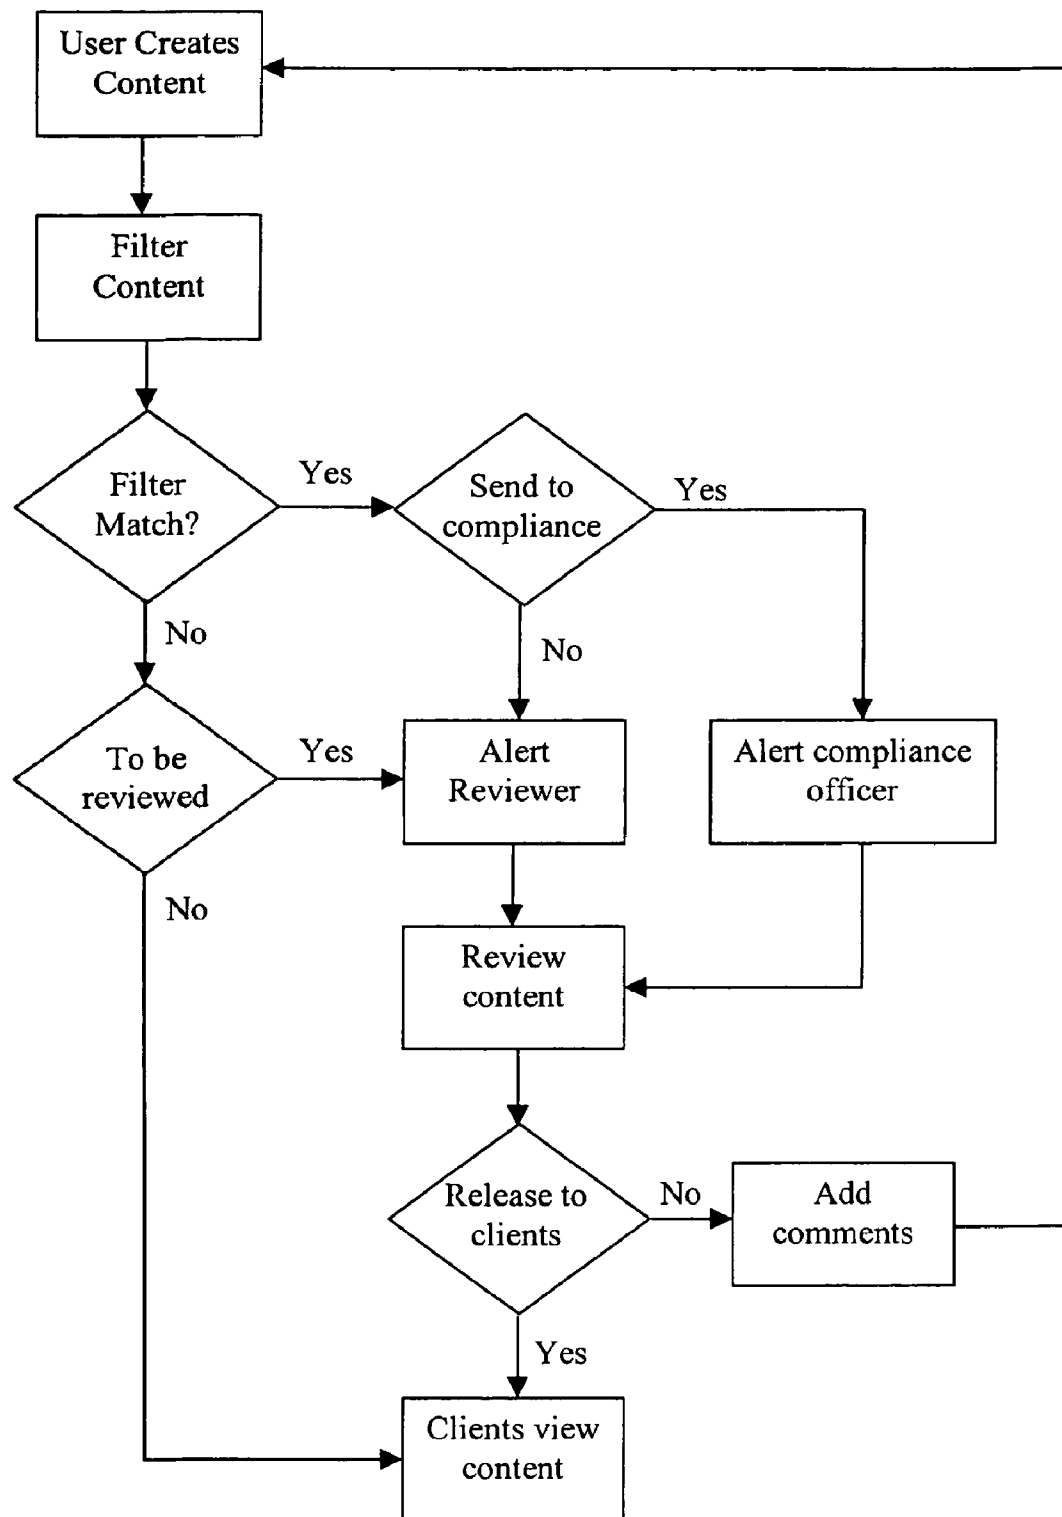 User Creates
Content
Filter
Content
Filter
Match?
Yes
Send to
compliance
Yes
No
No
To be
reviewed
Yes
Alert
Reviewer
Alert compliance
officer
No
Review
content
Release to
clients
No
Add
comments
Yes
Clients view
content